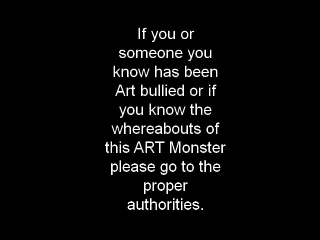 If you or
someone you
know has been
Art bullied or if
you know the
whereabouts of
this ART Monster
please go to the
proper
authorities.